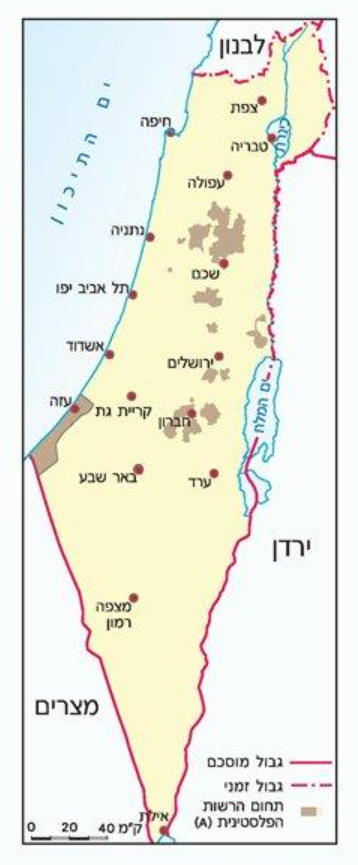 לבנון
צפת
חיפה
כינרת
טבריה
ים התיכון
עפולה
נתניה
שכם
תל אביב יפו
אשדוד
ירושלים
ים המלח
עזה
קריית גת
חברון
באר שבע
ערד
ירדן
מצפה
רמון
מצרים
גבול מוסכם
גבול זמני
תחום הרשות
הפלסטינית (A)
אילת
0 20 40 ק"מ